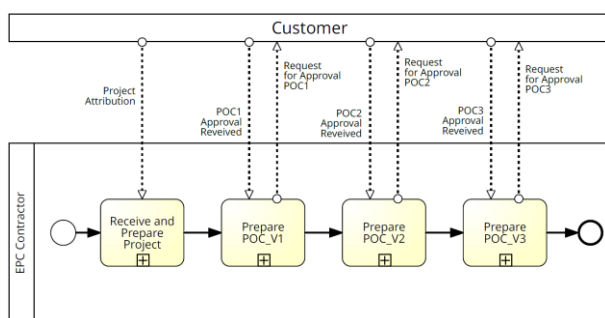 Customer
Project
Attribution
POC1
Approval
Reveived
Request
for Approval
POC1
POC2
Approval
Reveived
Request
for Approval
POC2
POC3
Approval
Reveived
Request
for Approval
POC3
EPC Contractor
Receive and
Prepare
Project
Prepare
POC_V1
Prepare
POC_V2
Prepare
POC_V3